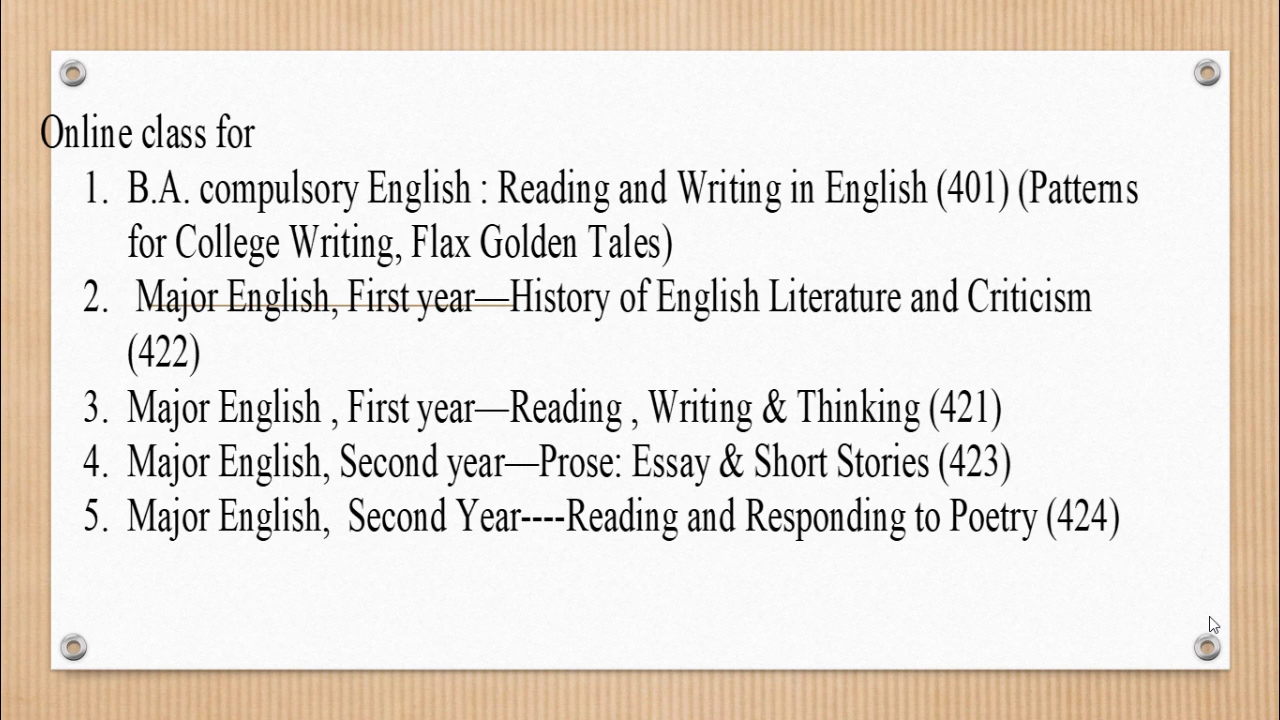 Online class for
1. B.A. compulsory English : Reading and Writing in English (401) (Patterns
for College Writing, Flax Golden Tales)
2. Major English, First year—History of English Literature and Criticism
(422)
3. Major English , First year—Reading , Writing & Thinking (421)
4. Major English, Second year—Prose: Essay & Short Stories (423)
5. Major English, Second Year----Reading and Responding to Poetry (424)